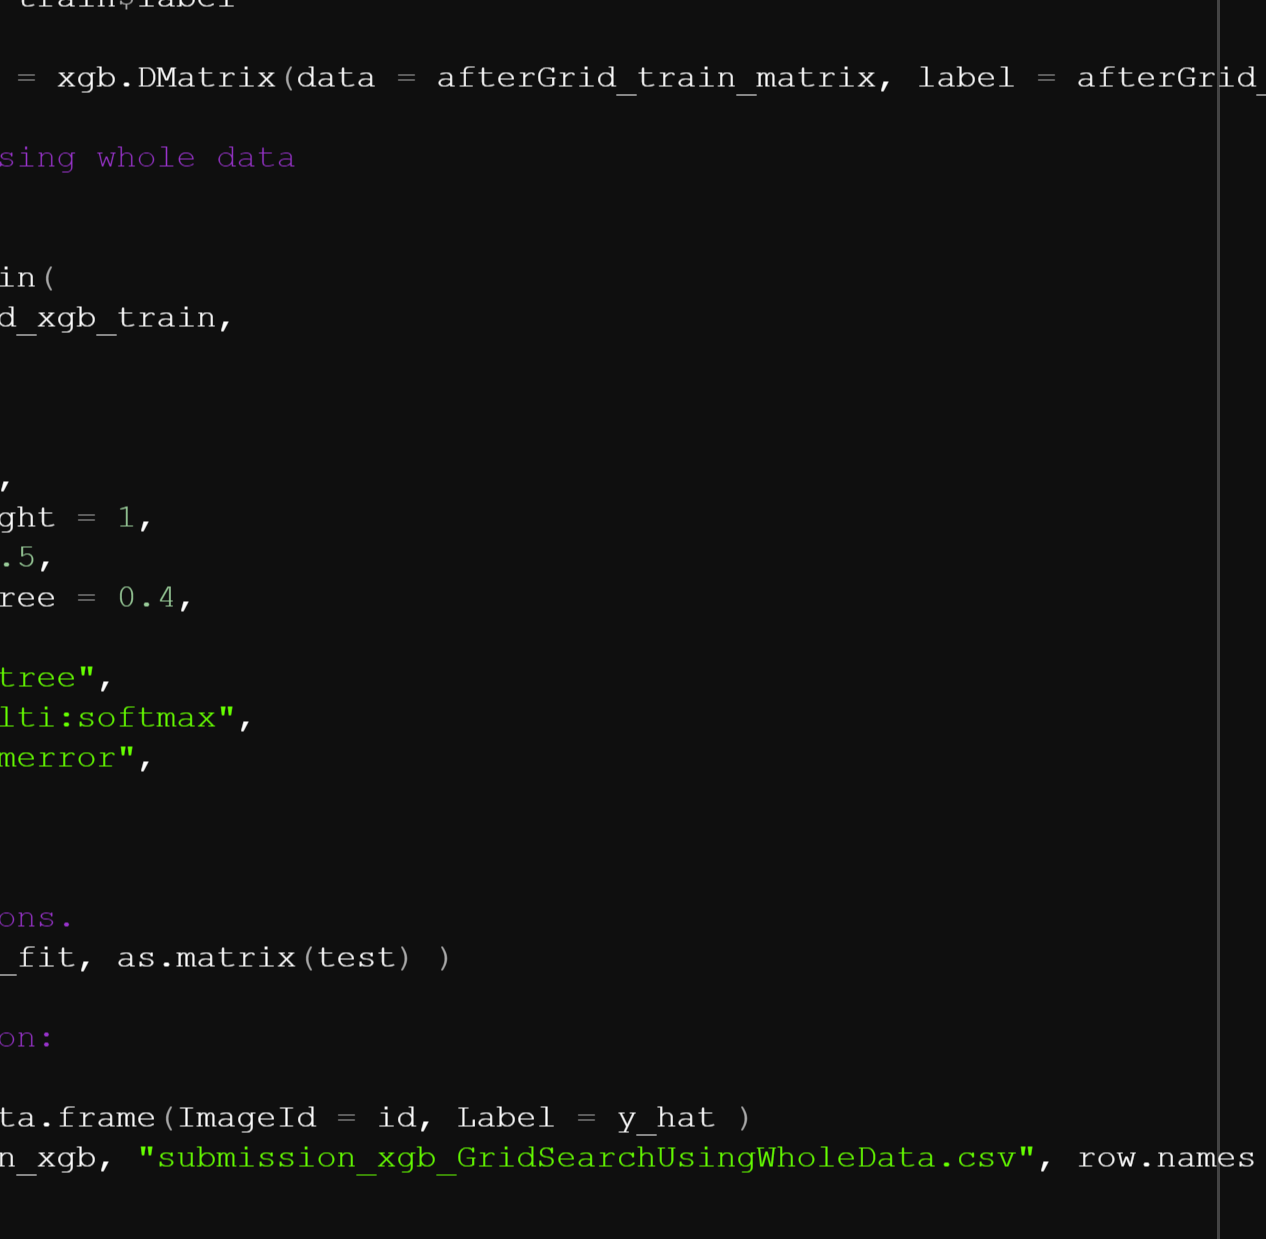 train$label
= xgb.DMatrix(data = afterGrid_train_matrix, label = afterGrid_
sing whole data
in(
d_xgb_train,
,
ght = 1,
.5,
ree = 0.4,
tree",
lti:softmax",
merror",
ons.
_fit, as.matrix(test) )
on:
ta.frame(ImageId = id, Label = y_hat )
n_xgb, "submission_xgb_GridSearchUsingWholeData.csv", row.names